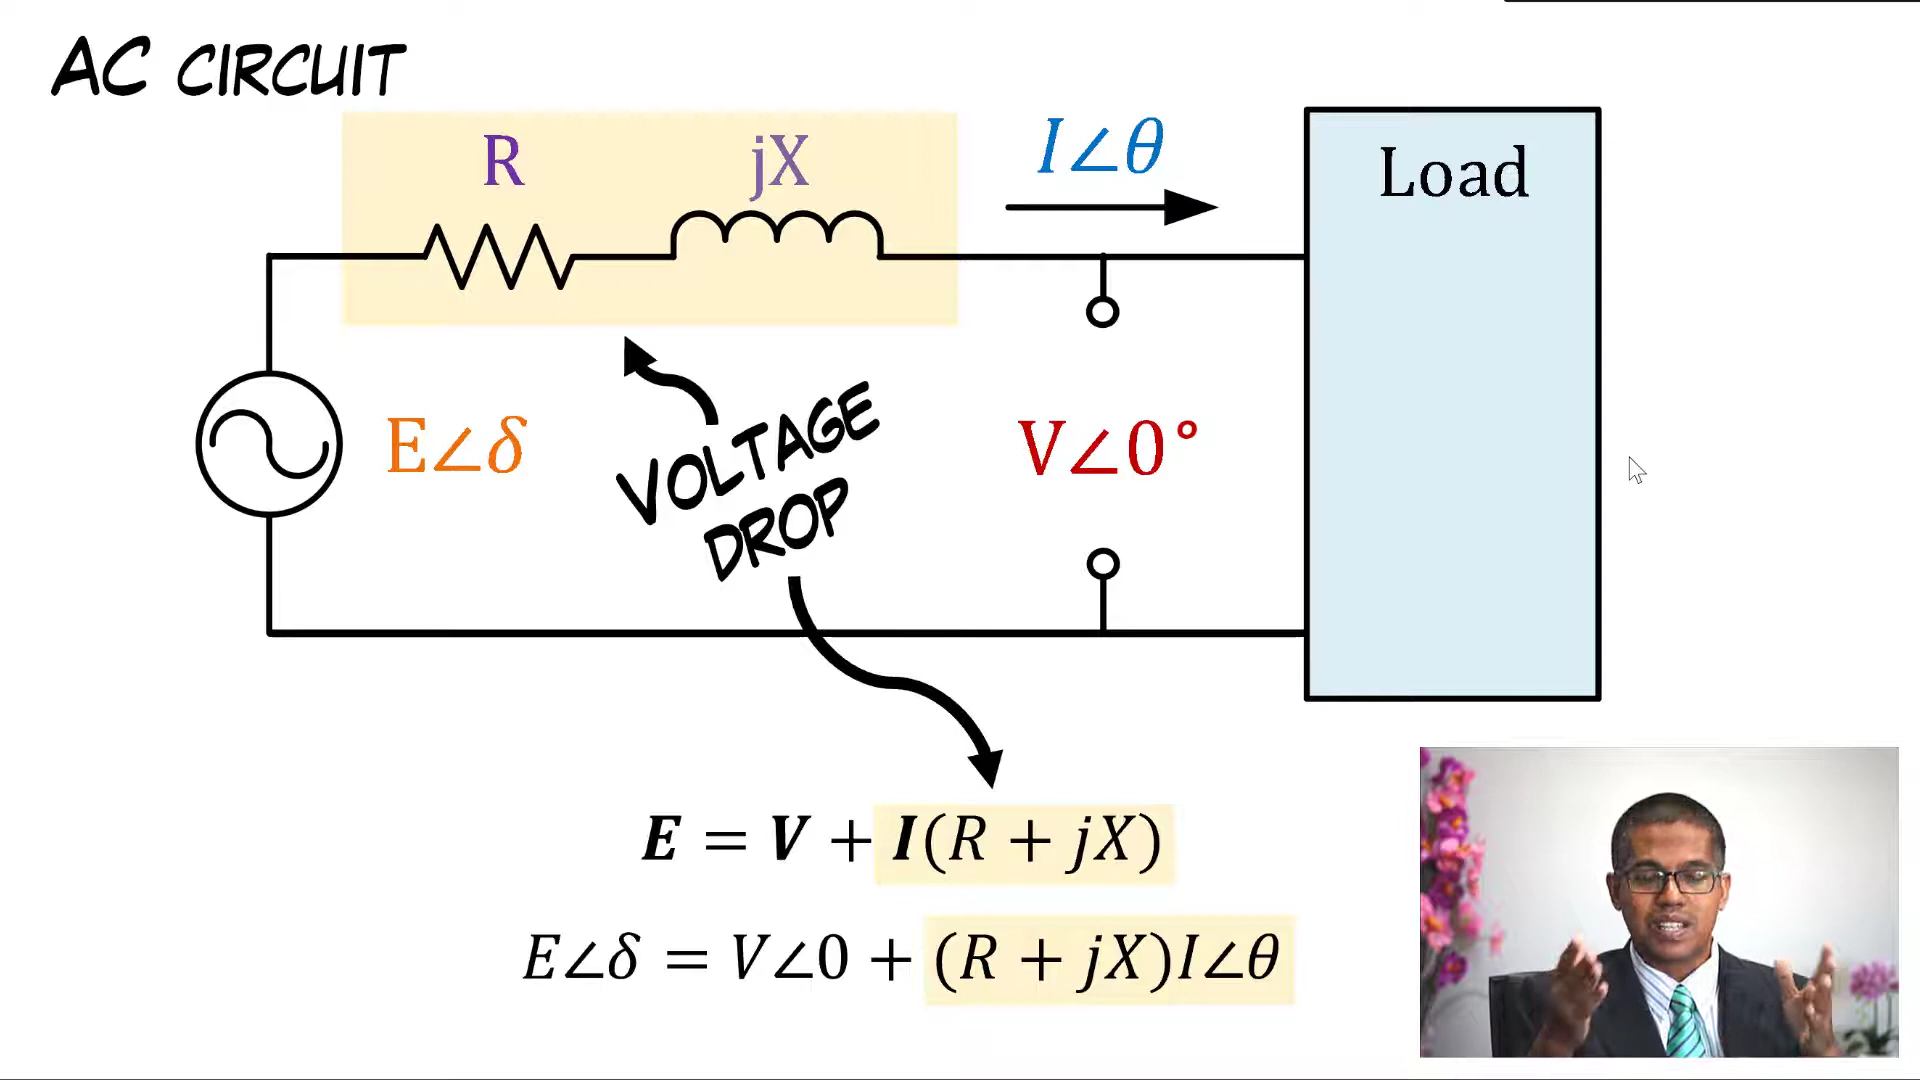 AC CIRCUIT
R
jX
I∠θ
Load
E∠δ
VOLTAGE
DROP
V∠0°
E = V + I(R + jX)
E∠δ = V∠0 + (R + jX)I∠θ